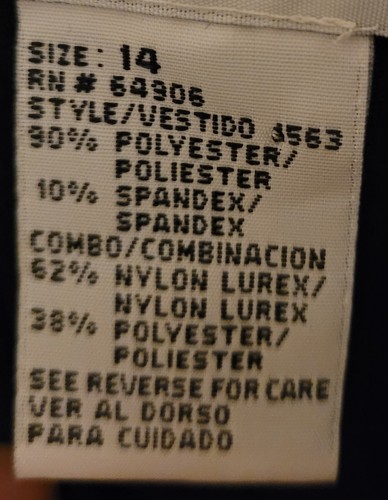 SIZE: 14
RN # 64906
STYLE/VESTIDO 3563
90% POLYESTER/
POLIESTER
10% SPANDEX/
SPANDEX
COMBO/COMBINACION
62% NYLON LUREX/
NYLON LUREX
38% POLYESTER/
POLIESTER
SEE REVERSE FOR CARE
VER AL DORSO
PARA CUIDADO